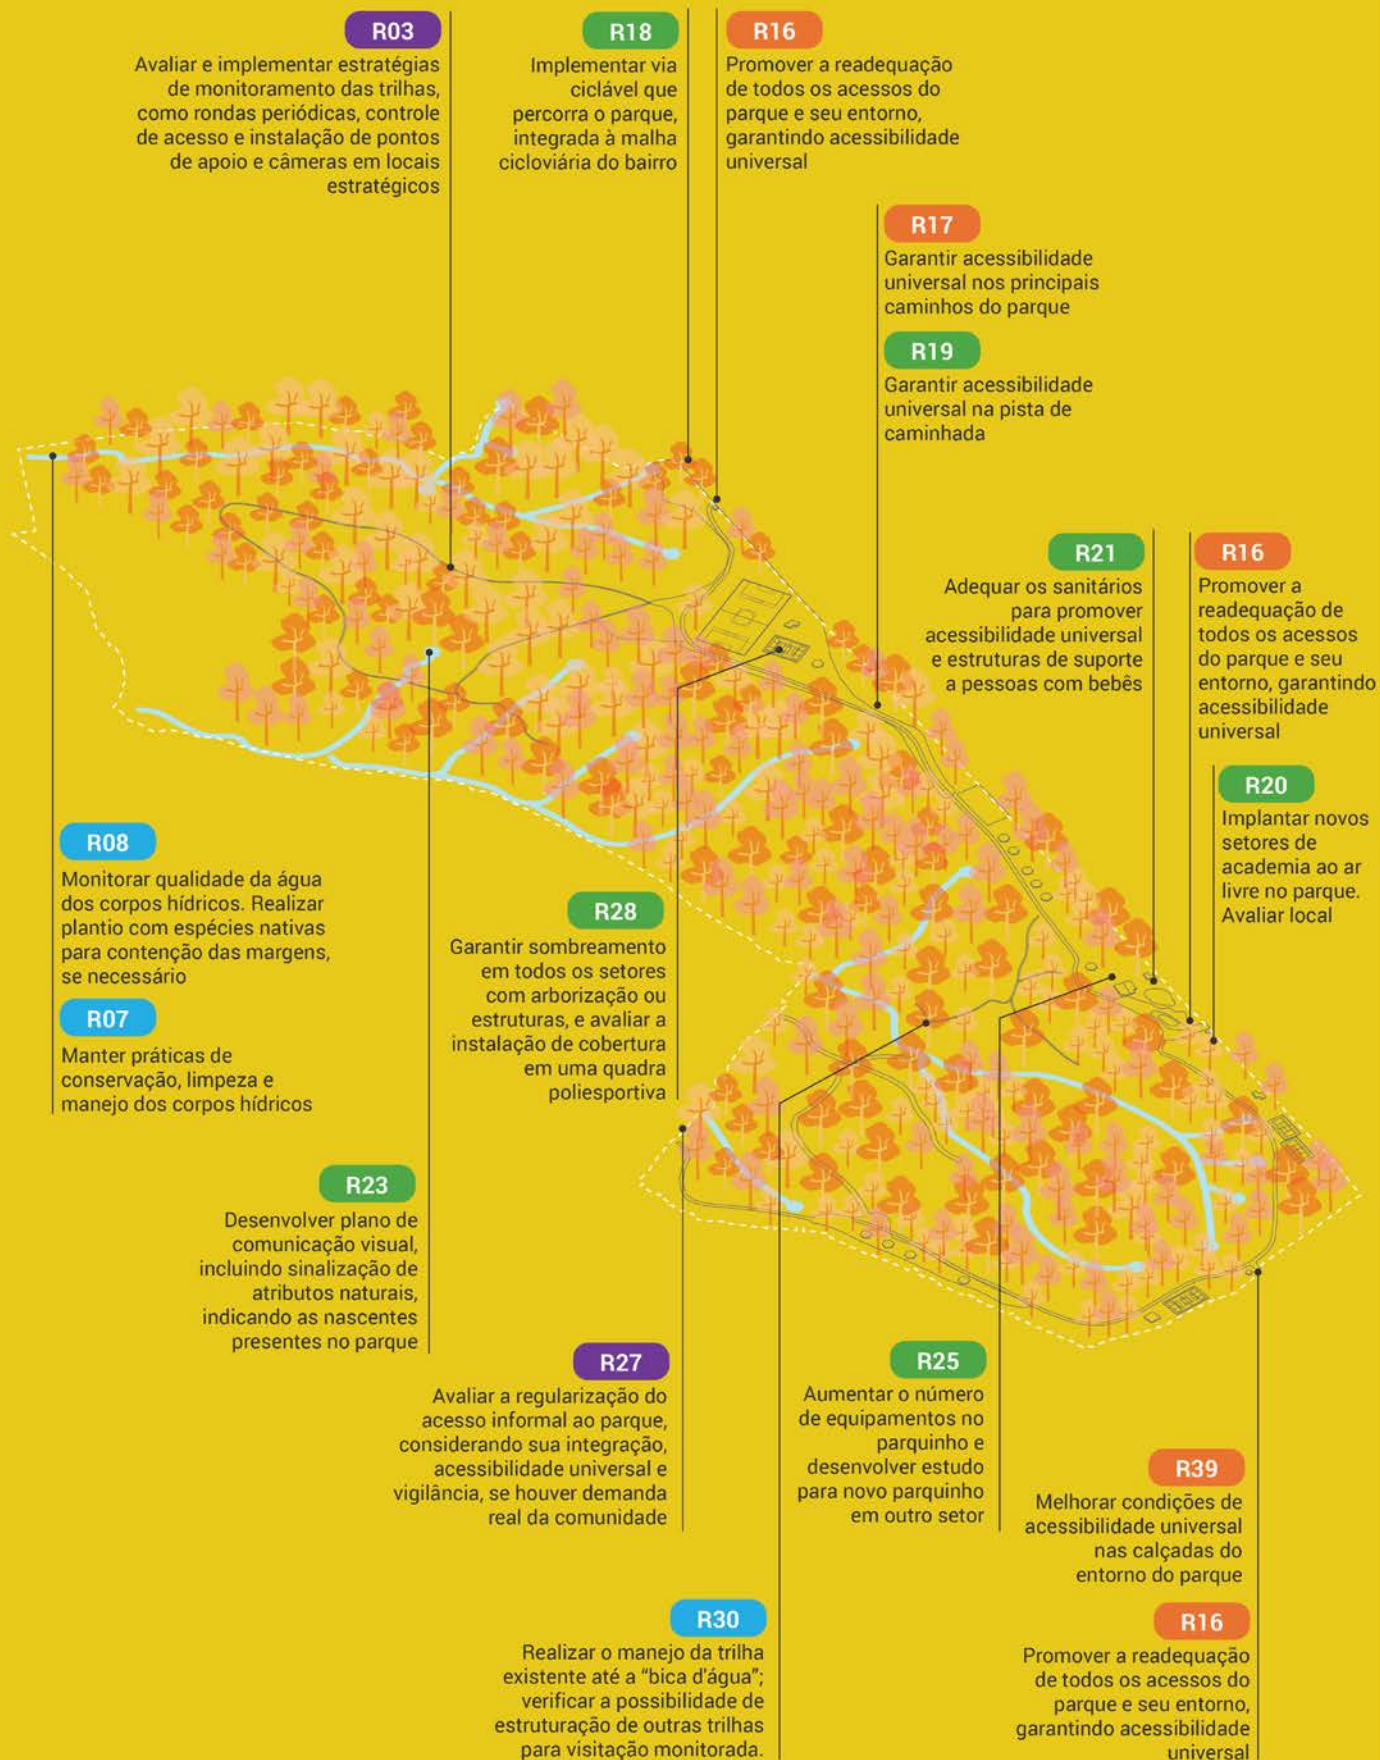 R03
Avaliar e implementar estratégias
de monitoramento das trilhas,
como rondas periódicas, controle
de acesso e instalação de pontos
de apoio e câmeras em locais
estratégicos
R18
Implementar via
ciclável que
percorra o parque,
integrada à malha
cicloviária do bairro
R16
Promover a readequação
de todos os acessos do
parque e seu entorno,
garantindo acessibilidade
universal
R17
Garantir acessibilidade
universal nos principais
caminhos do parque
R19
Garantir acessibilidade
universal na pista de
caminhada
R21
Adequar os sanitários
para promover
acessibilidade universal
e estruturas de suporte
a pessoas com bebês
R16
Promover a
readequação de
todos os acessos
do parque e seu
entorno, garantindo
acessibilidade
universal
R20
Implantar novos
setores de
academia ao ar
livre no parque.
Avaliar local
R08
Monitorar qualidade da água
dos corpos hídricos. Realizar
plantio com espécies nativas
para contenção das margens,
se necessário
R07
Manter práticas de
conservação, limpeza e
manejo dos corpos hídricos
R28
Garantir sombreamento
em todos os setores
com arborização ou
estruturas, e avaliar a
instalação de cobertura
em uma quadra
poliesportiva
R23
Desenvolver plano de
comunicação visual,
incluindo sinalização de
atributos naturais,
indicando as nascentes
presentes no parque
R27
Avaliar a regularização do
acesso informal ao parque,
considerando sua integração,
acessibilidade universal e
vigilância, se houver demanda
real da comunidade
R25
Aumentar o número
de equipamentos no
parquinho e
desenvolver estudo
para novo parquinho
em outro setor
R39
Melhorar condições de
acessibilidade universal
nas calçadas do
entorno do parque
R30
Realizar o manejo da trilha
existente até a “bica d'água”;
verificar a possibilidade de
estruturação de outras trilhas
para visitação monitorada.
R16
Promover a readequação
de todos os acessos do
parque e seu entorno,
garantindo acessibilidade
universal